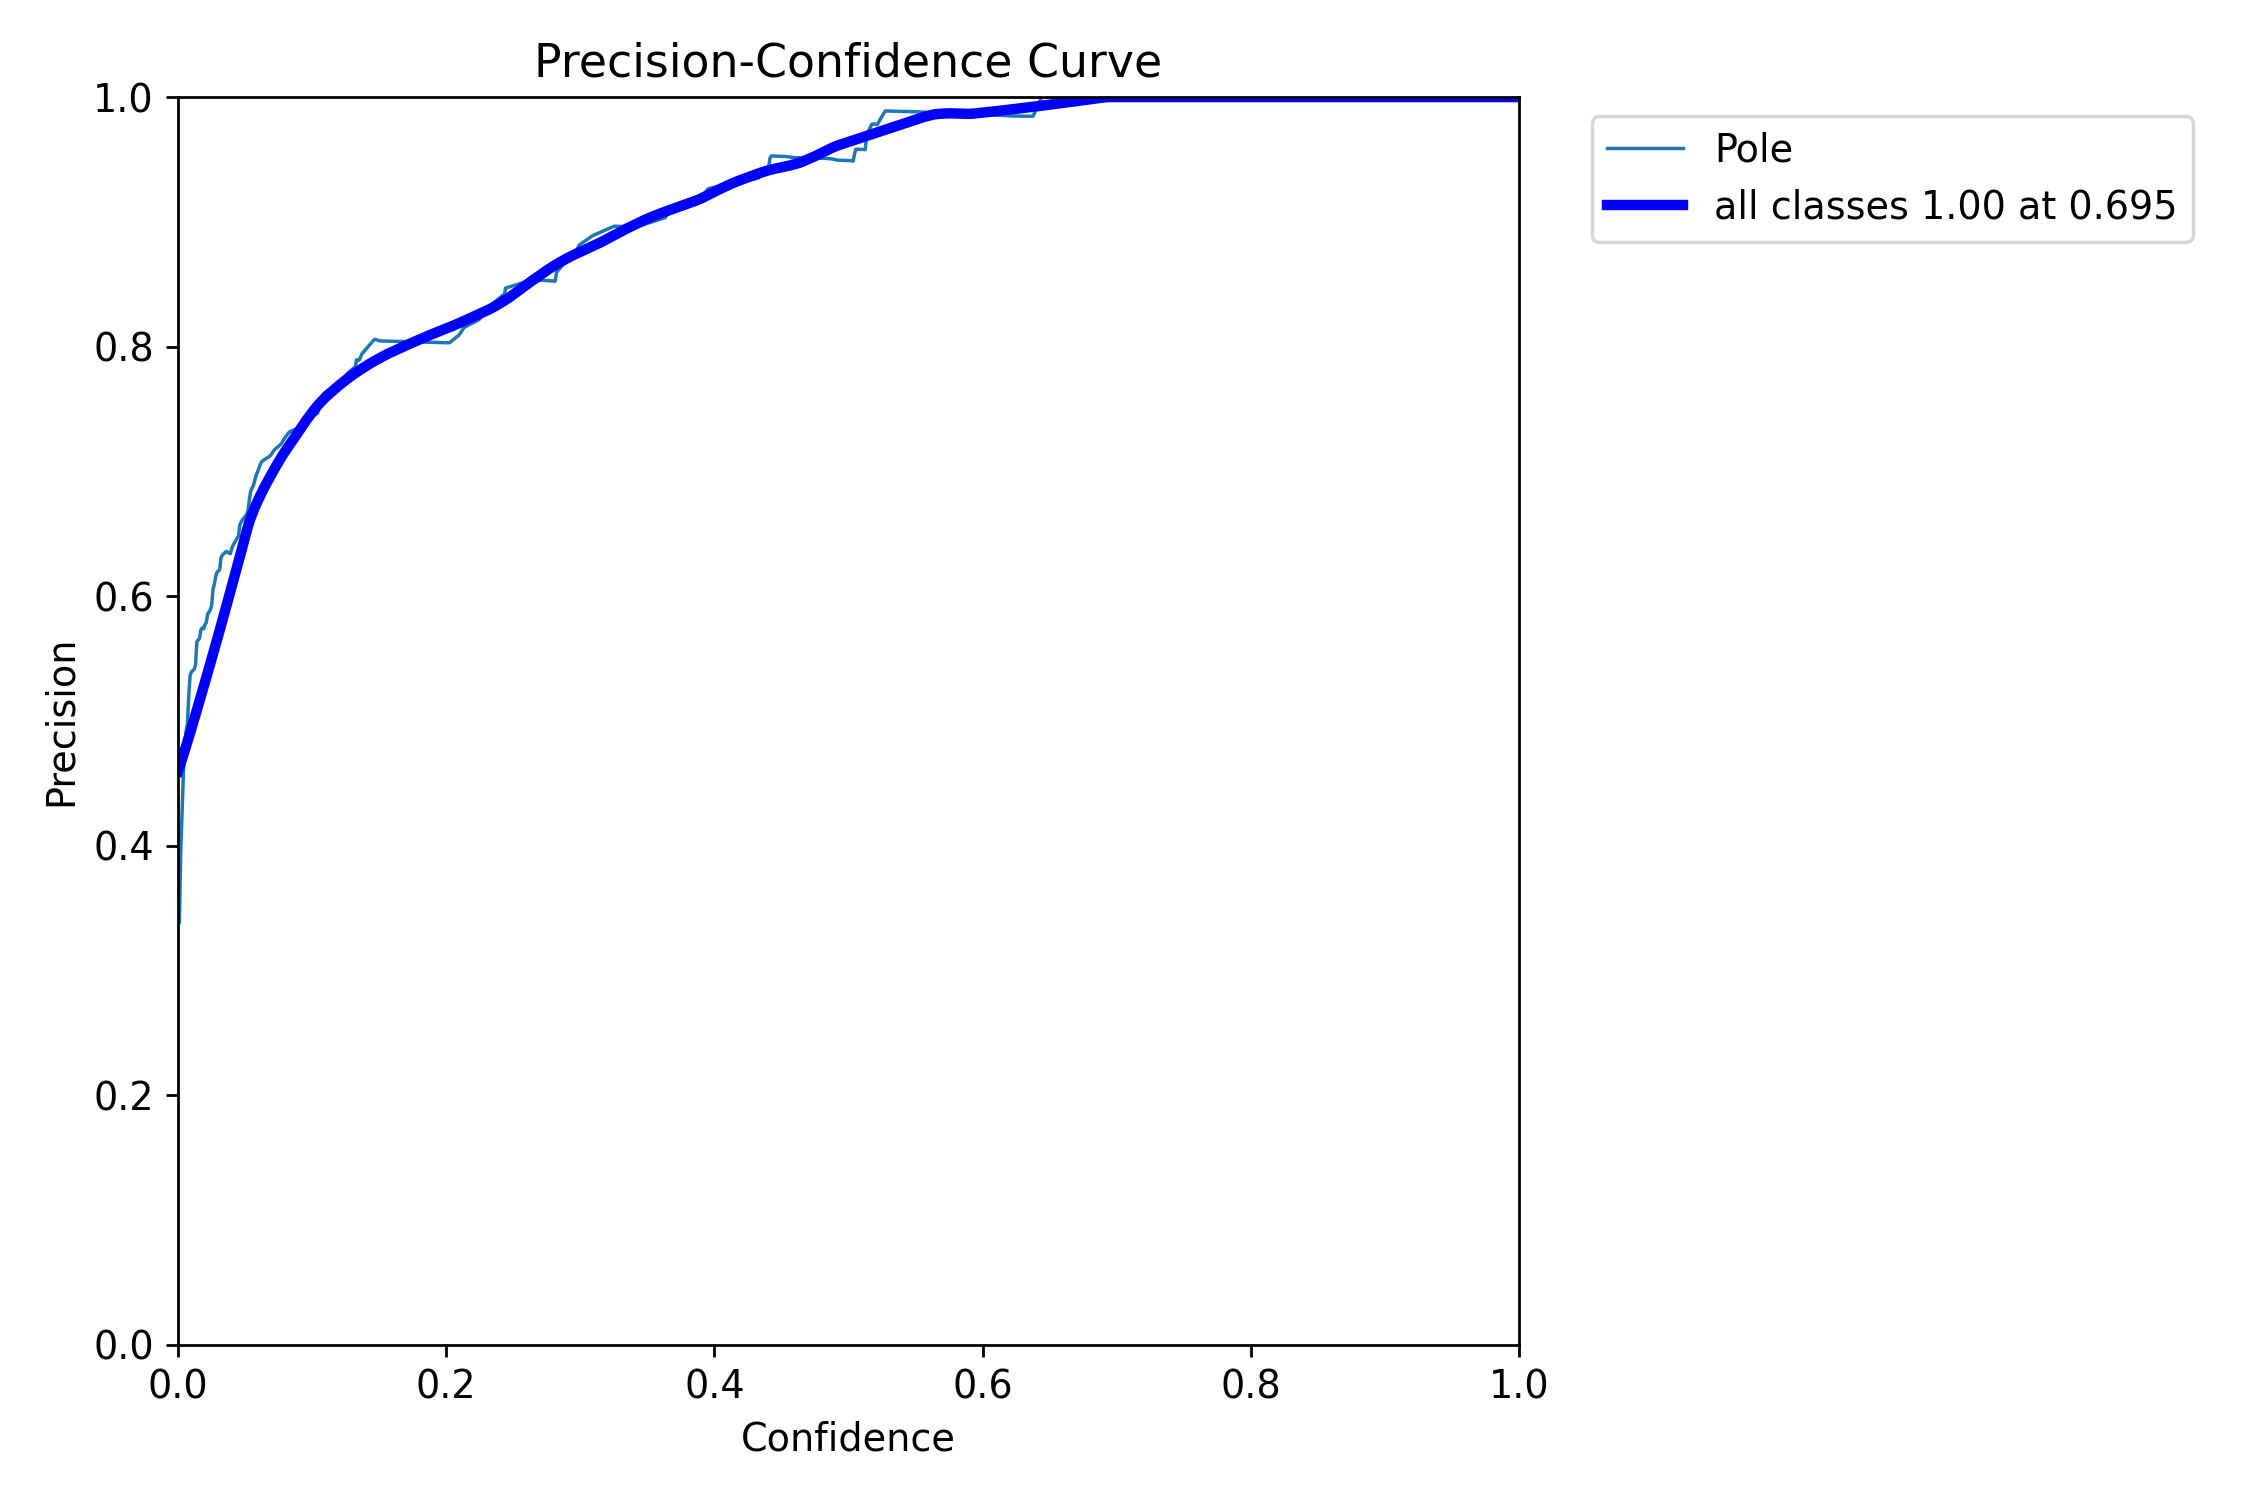 Precision-Confidence Curve
1.0
0.8
0.6
0.4
0.2
0.0
Precision
0.0 0.2 0.4 0.6 0.8 1.0
Confidence
Pole
all classes 1.00 at 0.695